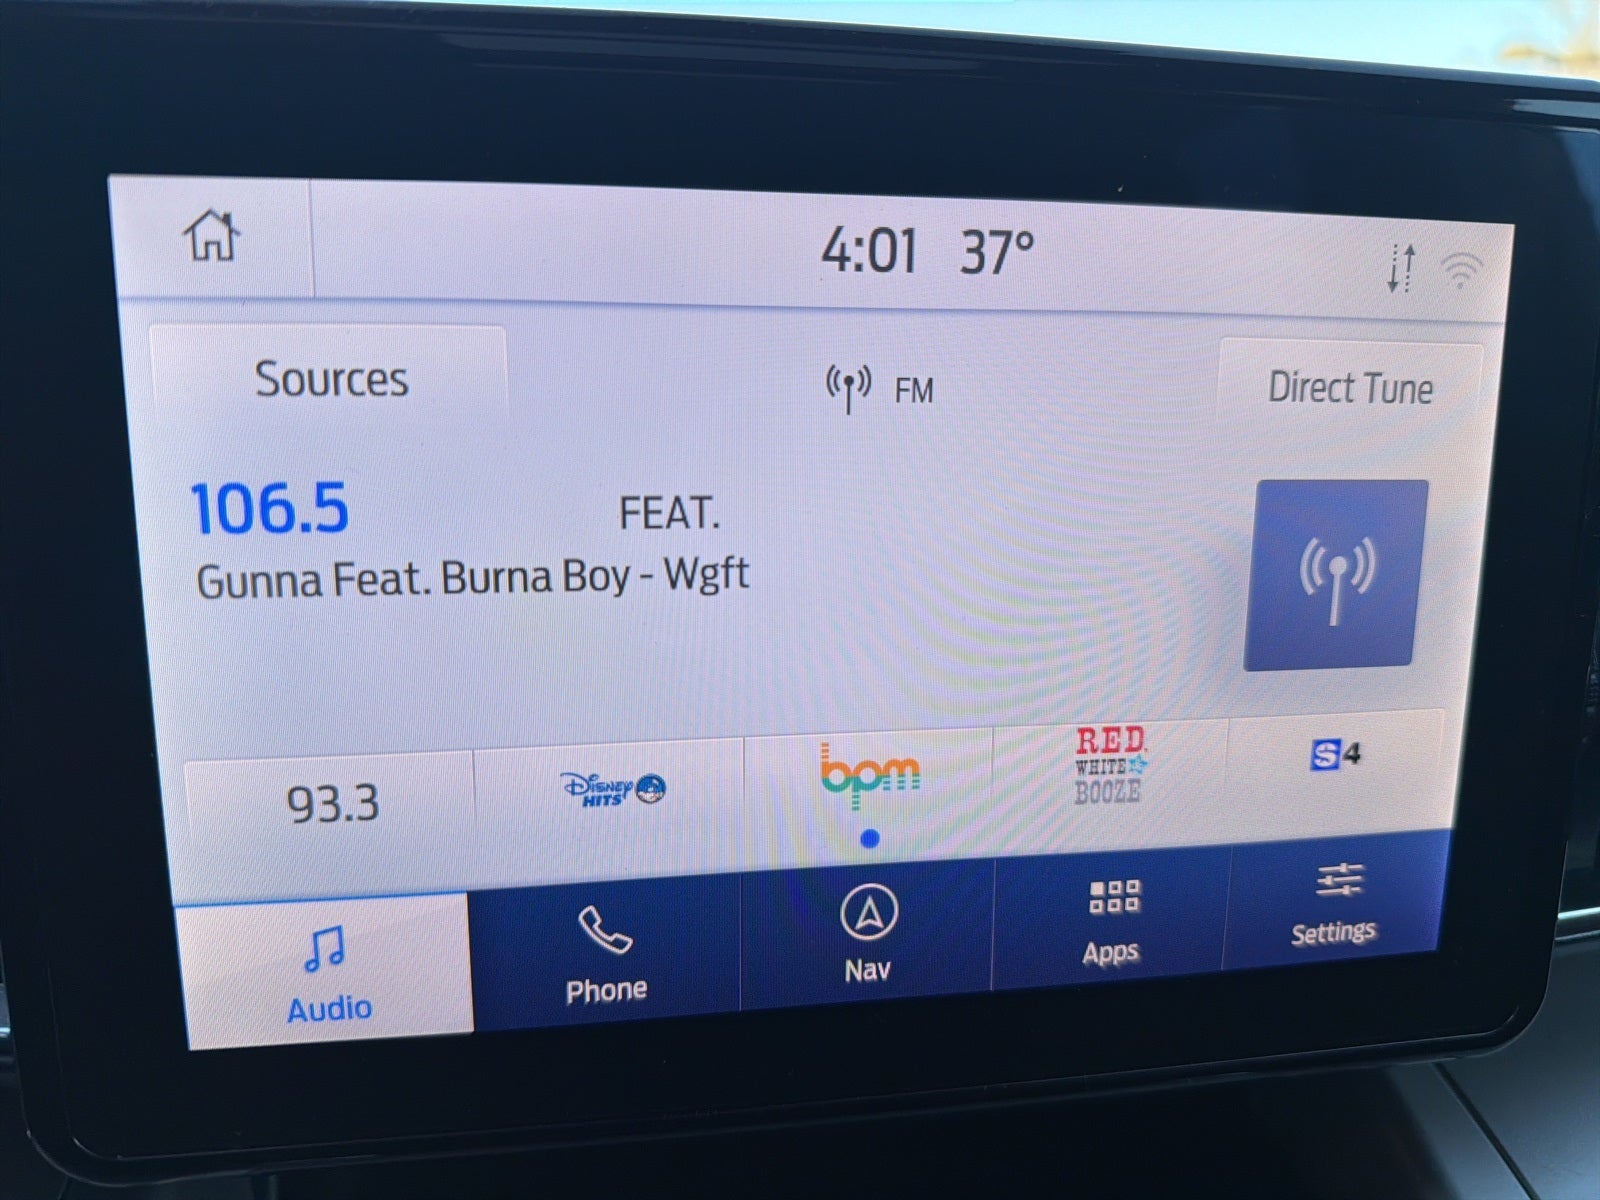 4:01 37°
Sources
FM
Direct Tune
106.5
FEAT.
Gunna Feat. Burna Boy - Wgft
93.3
Disney
HITS
bpm
RED,
WHITE
BOOZE
S 4
Audio
Phone
Nav
Apps
Settings